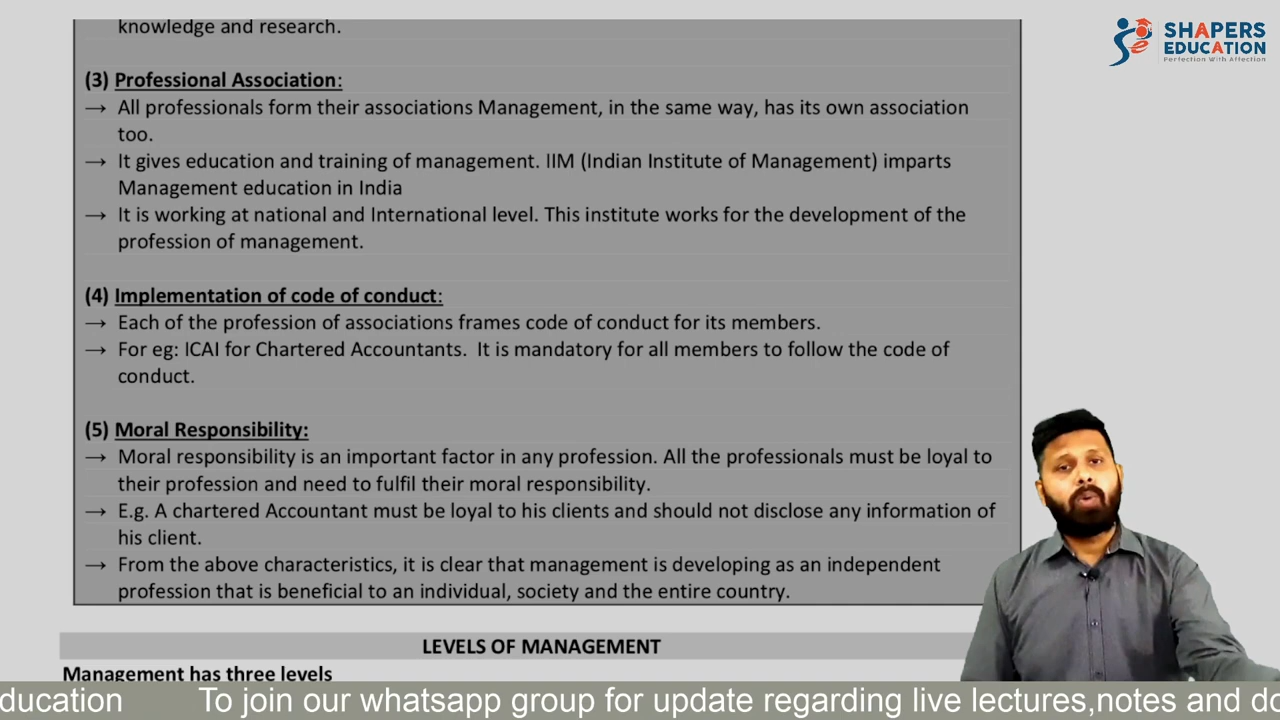 knowledge and research.
SHAPERS
EDUCATION
Perfection With Affection
(3) Professional Association:
→ All professionals form their associations Management, in the same way, has its own association
too.
→ It gives education and training of management. IIM (Indian Institute of Management) imparts
Management education in India
→ It is working at national and International level. This institute works for the development of the
profession of management.
(4) Implementation of code of conduct:
→ Each of the profession of associations frames code of conduct for its members.
→ For eg: ICAI for Chartered Accountants. It is mandatory for all members to follow the code of
conduct.
(5) Moral Responsibility:
→ Moral responsibility is an important factor in any profession. All the professionals must be loyal to
their profession and need to fulfil their moral responsibility.
→ E.g. A chartered Accountant must be loyal to his clients and should not disclose any information of
his client.
→ From the above characteristics, it is clear that management is developing as an independent
profession that is beneficial to an individual, society and the entire country.
LEVELS OF MANAGEMENT
Management has three levels
ducation To join our whatsapp group for update regarding live lectures,notes and do